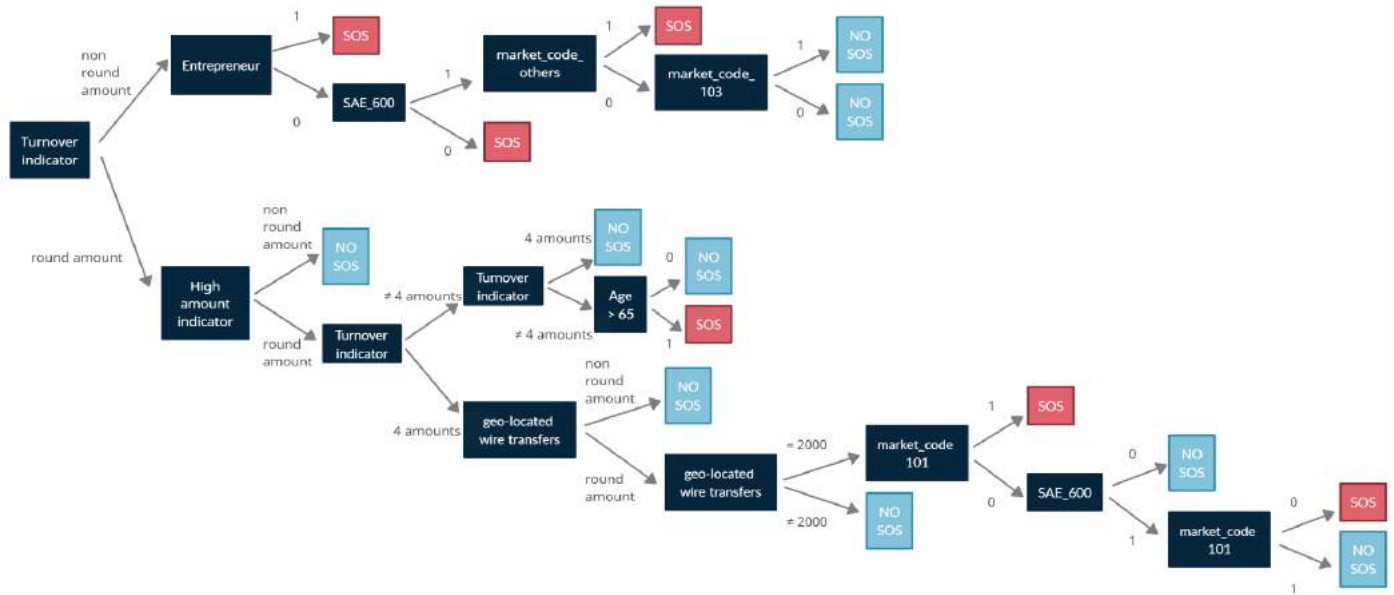 1
SOS
non
round
amount
Entrepreneur
0
SAE_600
1
market_code_
others
1
SOS
0
market_code_
103
1
NO
SOS
0
NO
SOS
0
SOS
Turnover
indicator
round amount
High
amount
indicator
non
round
amount
NO
SOS
round
amount
Turnover
indicator
≠ 4 amounts
Turnover
indicator
4 amounts
NO
SOS
≠ 4 amounts
Age
> 65
0
NO
SOS
1
SOS
4 amounts
geo-located
wire transfers
non
round
amount
NO
SOS
round
amount
geo-located
wire transfers
= 2000
market_code
101
≠ 2000
NO
SOS
1
SOS
0
SAE_600
0
NO
SOS
1
market_code
101
0
SOS
1
NO
SOS